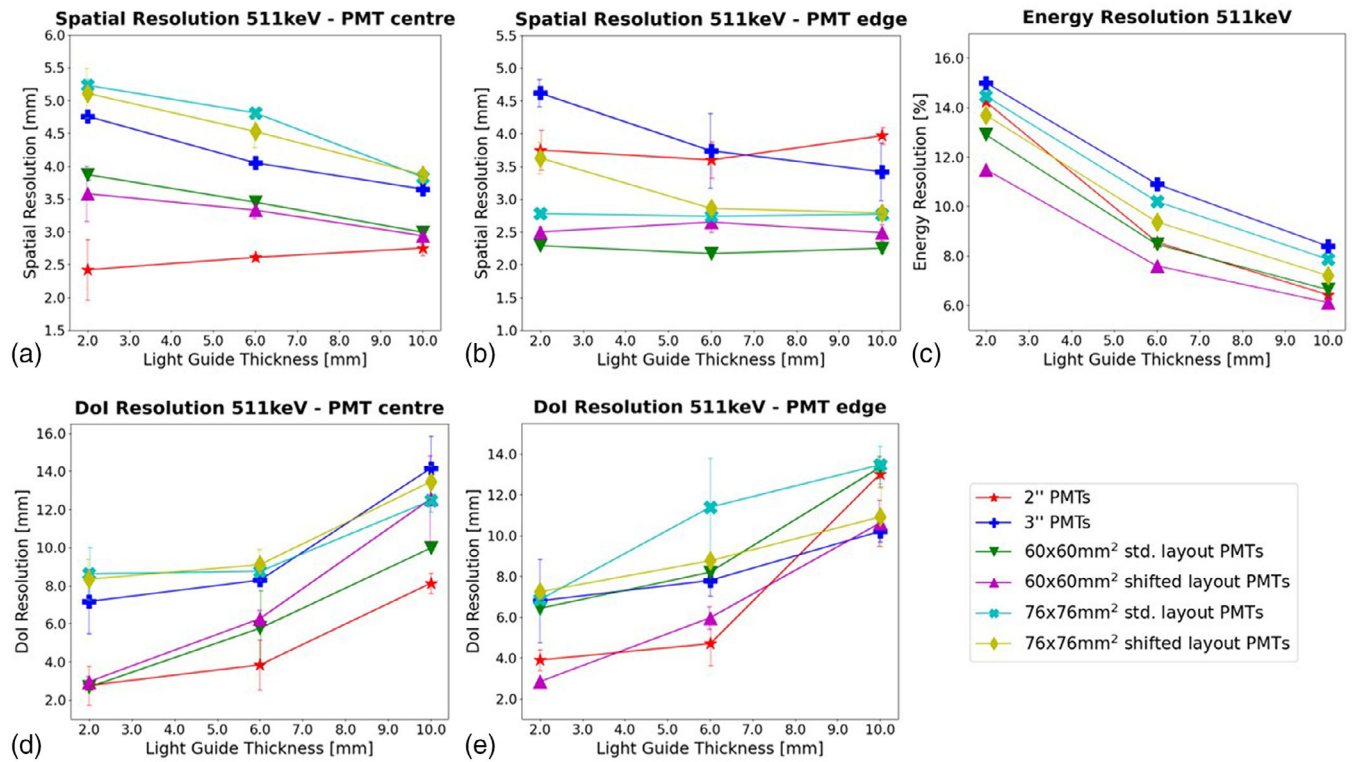 Spatial Resolution 511keV - PMT centre
Spatial Resolution [mm]
6.0
5.5
5.0
4.5
4.0
3.5
3.0
2.5
2.0
1.5
2.0 3.0 4.0 5.0 6.0 7.0 8.0 9.0 10.0
Light Guide Thickness [mm]
(a)
Spatial Resolution 511keV - PMT edge
Spatial Resolution [mm]
5.5
5.0
4.5
4.0
3.5
3.0
2.5
2.0
1.5
1.0
2.0 3.0 4.0 5.0 6.0 7.0 8.0 9.0 10.0
Light Guide Thickness [mm]
(b)
Energy Resolution 511keV
Energy Resolution [%]
16.0
14.0
12.0
10.0
8.0
6.0
2.0 3.0 4.0 5.0 6.0 7.0 8.0 9.0 10.0
Light Guide Thickness [mm]
(c)
DoI Resolution 511keV - PMT centre
DoI Resolution [mm]
16.0
14.0
12.0
10.0
8.0
6.0
4.0
2.0
2.0 3.0 4.0 5.0 6.0 7.0 8.0 9.0 10.0
Light Guide Thickness [mm]
(d)
DoI Resolution 511keV - PMT edge
DoI Resolution [mm]
14.0
12.0
10.0
8.0
6.0
4.0
2.0
2.0 3.0 4.0 5.0 6.0 7.0 8.0 9.0 10.0
Light Guide Thickness [mm]
(e)
2'' PMTs
3'' PMTs
60x60mm² std. layout PMTs
60x60mm² shifted layout PMTs
76x76mm² std. layout PMTs
76x76mm² shifted layout PMTs